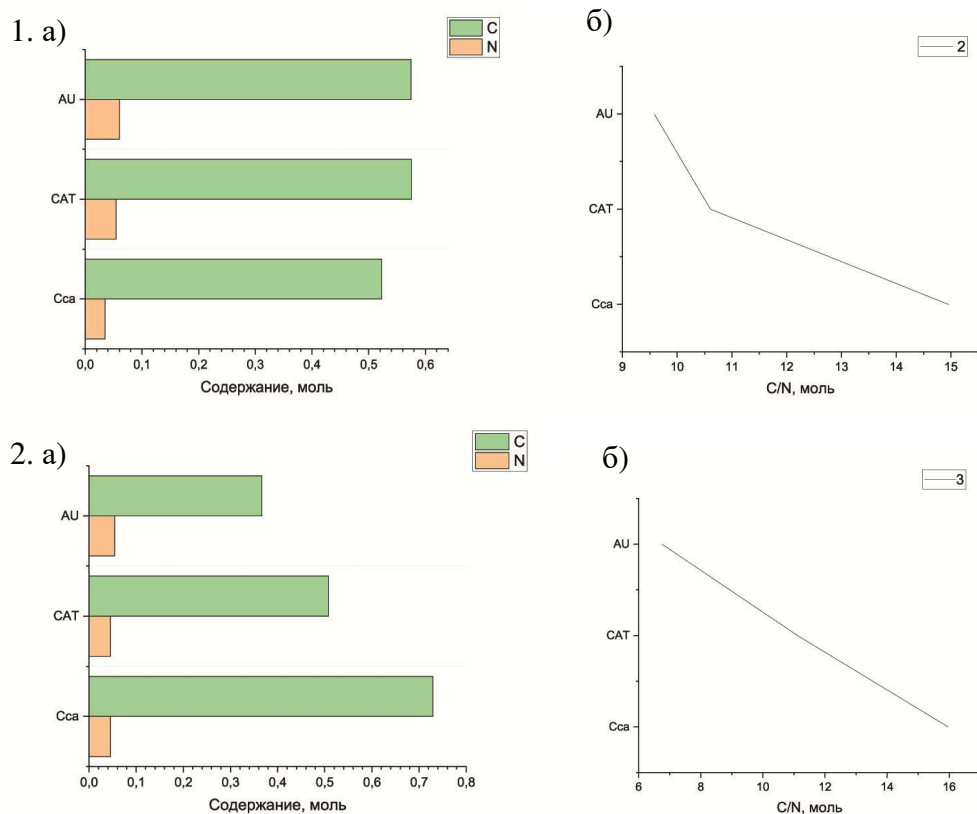 1. а)
C
N
AU
CAT
Cca
0,0 0,1 0,2 0,3 0,4 0,5 0,6
Содержание, моль
б)
2
AU
CAT
Cca
9 10 11 12 13 14 15
C/N, моль
2. а)
C
N
AU
CAT
Cca
0,0 0,1 0,2 0,3 0,4 0,5 0,6 0,7 0,8
Содержание, моль
б)
3
AU
CAT
Cca
6 8 10 12 14 16
C/N, моль